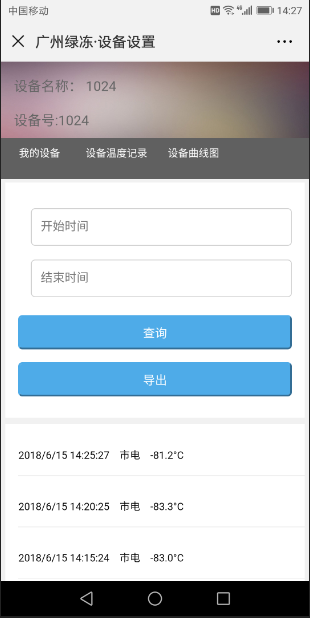 中国移动 HD 46 14:27
广州绿冻·设备设置
设备名称： 1024
设备号:1024
我的设备 设备温度记录 设备曲线图
开始时间
结束时间
查询
导出
2018/6/15 14:25:27 市电 -81.2°C
2018/6/15 14:20:25 市电 -83.3°C
2018/6/15 14:15:24 市电 -83.0°C